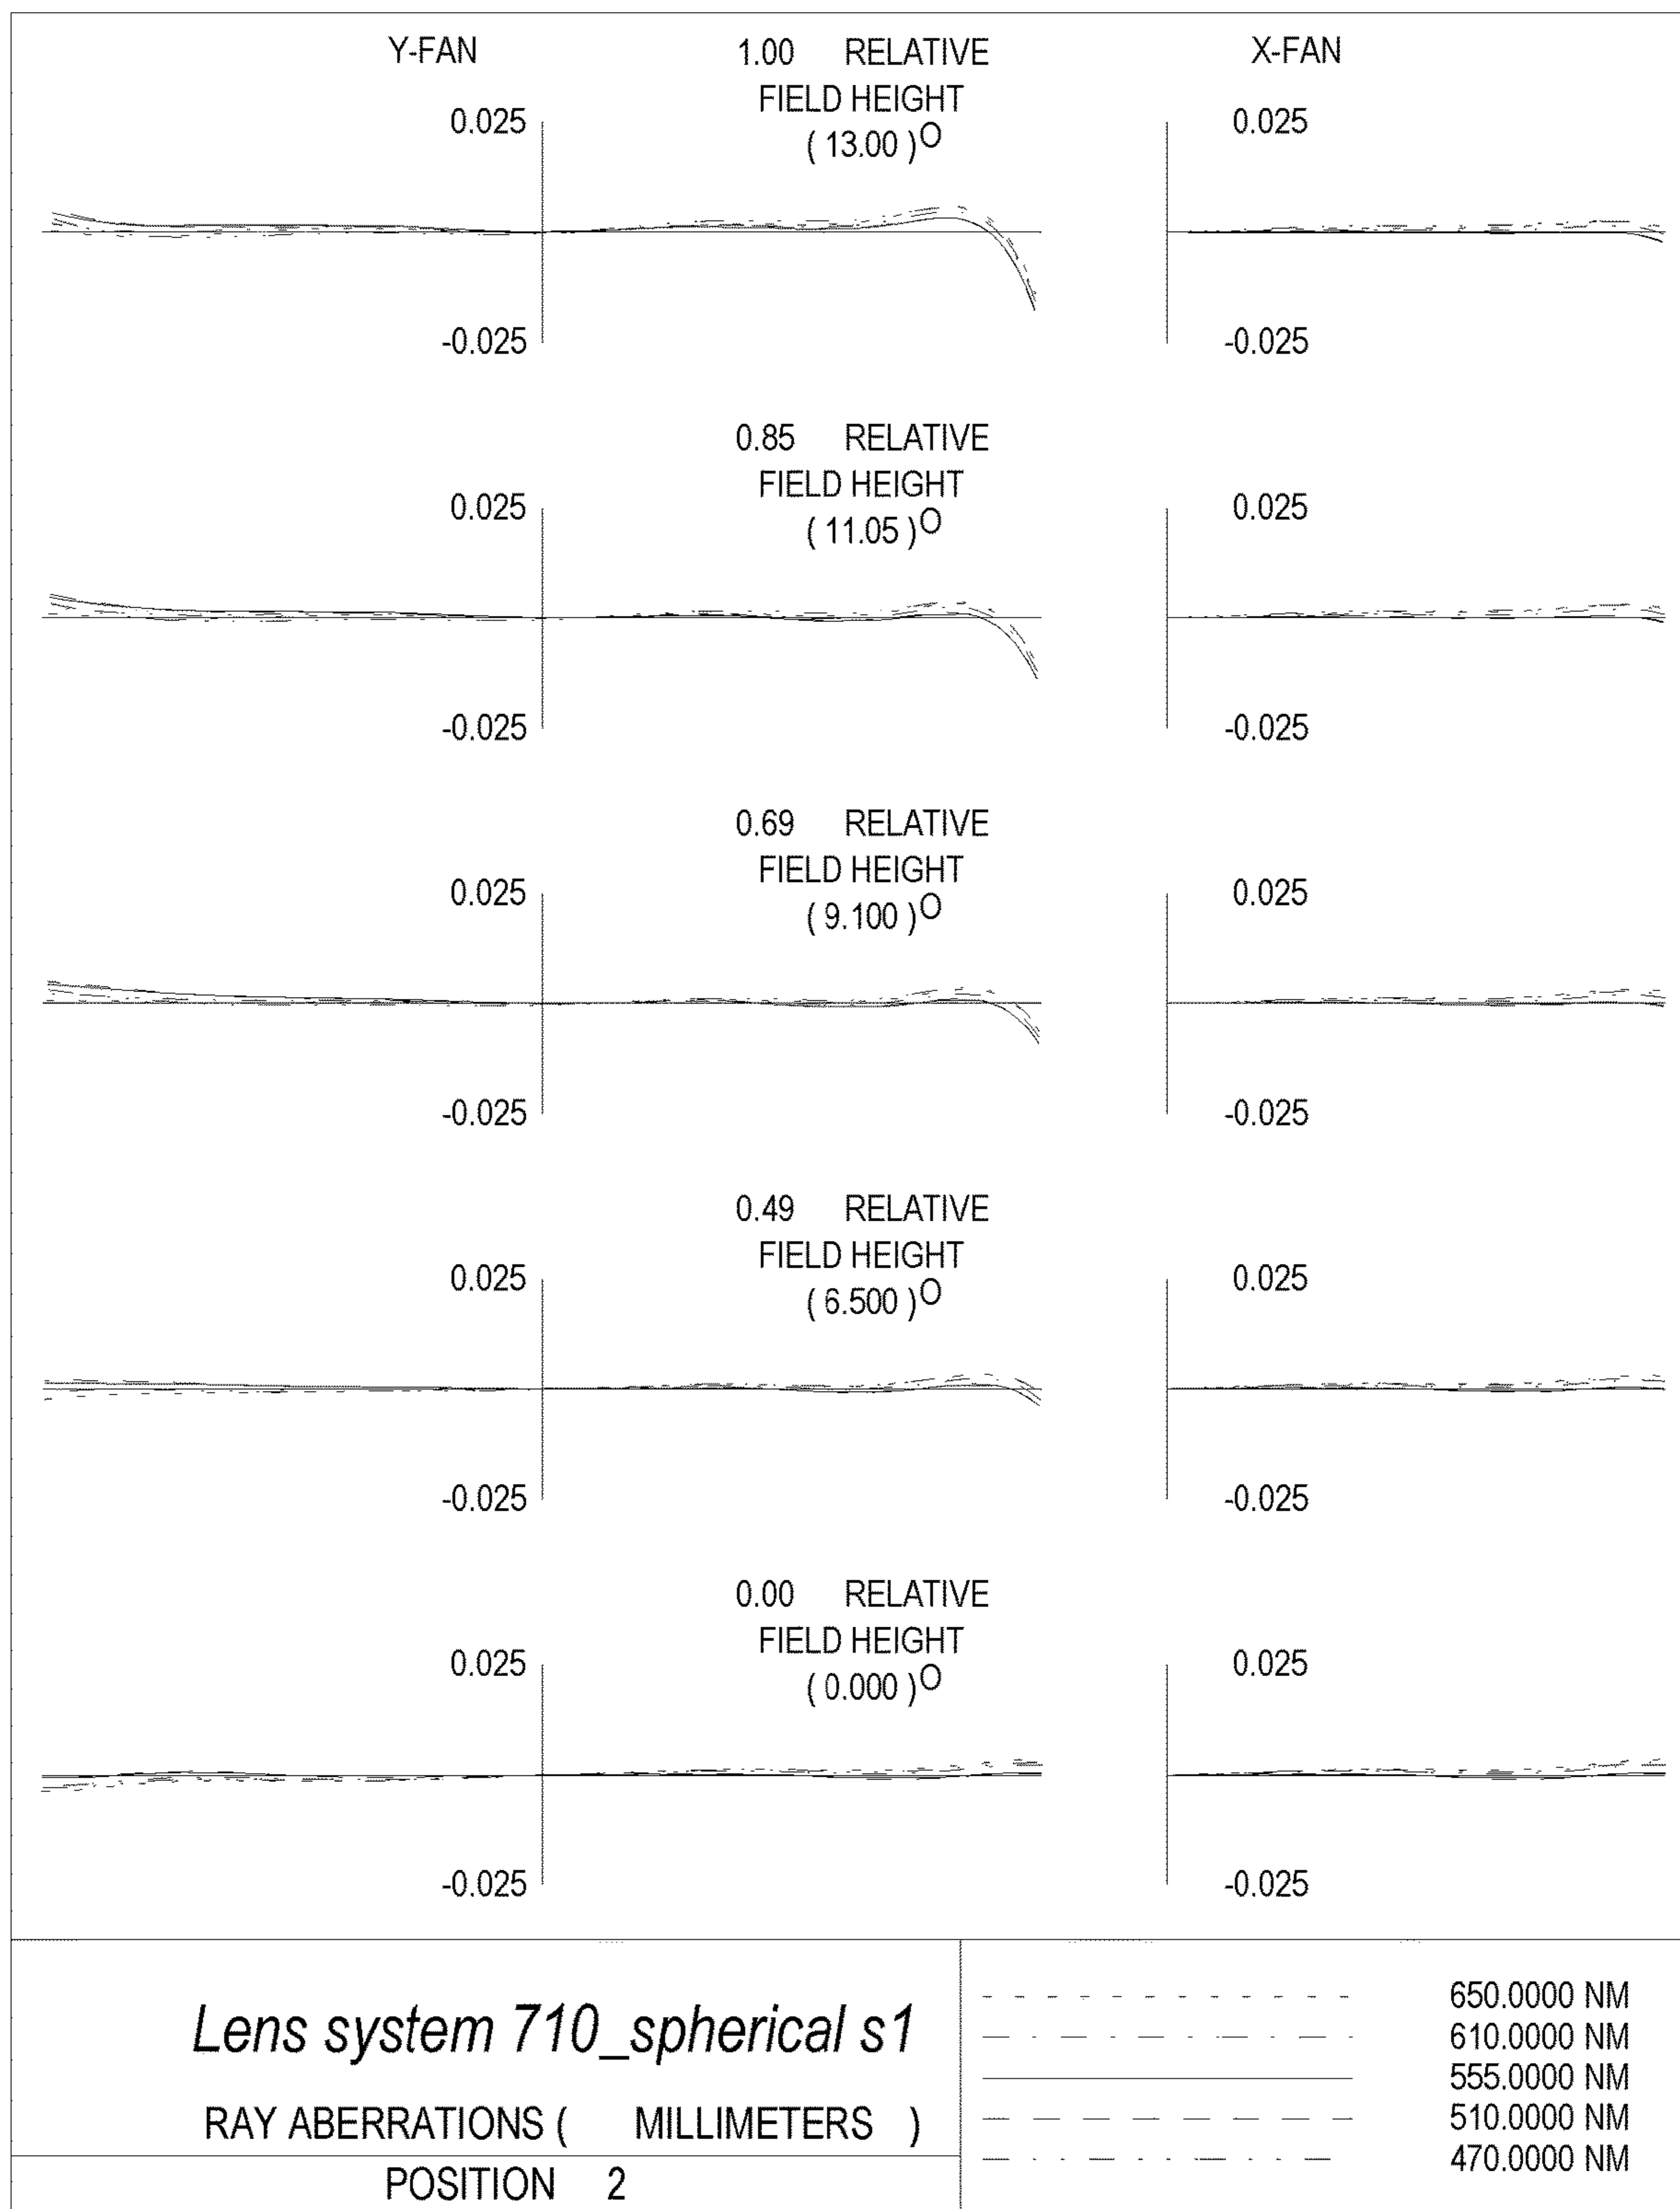 Y-FAN
1.00 RELATIVE
FIELD HEIGHT
( 13.00 )O
X-FAN
0.025
0.025
-0.025
-0.025
0.85 RELATIVE
FIELD HEIGHT
( 11.05 )O
0.025
0.025
-0.025
-0.025
0.69 RELATIVE
FIELD HEIGHT
( 9.100 )O
0.025
0.025
-0.025
-0.025
0.49 RELATIVE
FIELD HEIGHT
( 6.500 )O
0.025
0.025
-0.025
-0.025
0.00 RELATIVE
FIELD HEIGHT
( 0.000 )O
0.025
0.025
-0.025
-0.025
Lens system 710_spherical s1
RAY ABERRATIONS ( MILLIMETERS )
POSITION 2
650.0000 NM
610.0000 NM
555.0000 NM
510.0000 NM
470.0000 NM